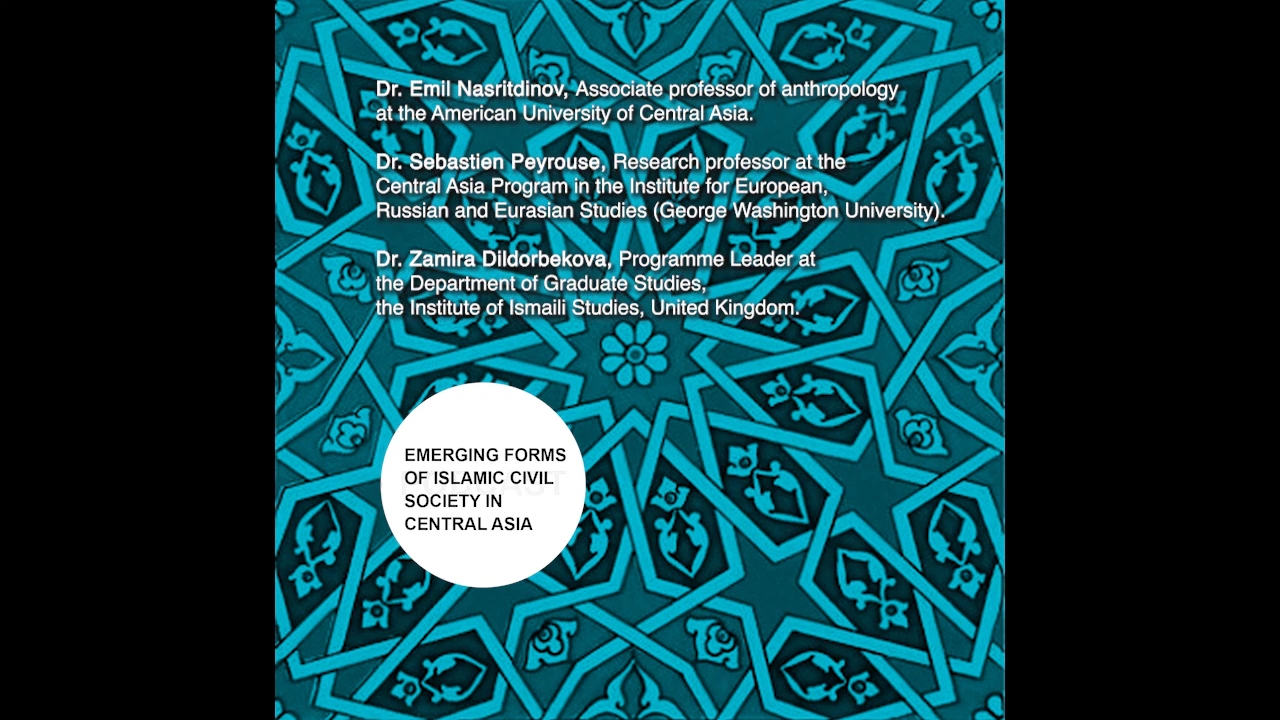 Dr. Emil Nasritdinov, Associate professor of anthropology
at the American University of Central Asia.
Dr. Sebastien Peyrouse, Research professor at the
Central Asia Program in the Institute for European,
Russian and Eurasian Studies (George Washington University).
Dr. Zamira Dildorbekova, Programme Leader at
the Department of Graduate Studies,
the Institute of Ismaili Studies, United Kingdom.
EMERGING FORMS
OF ISLAMIC CIVIL
SOCIETY IN
CENTRAL ASIA